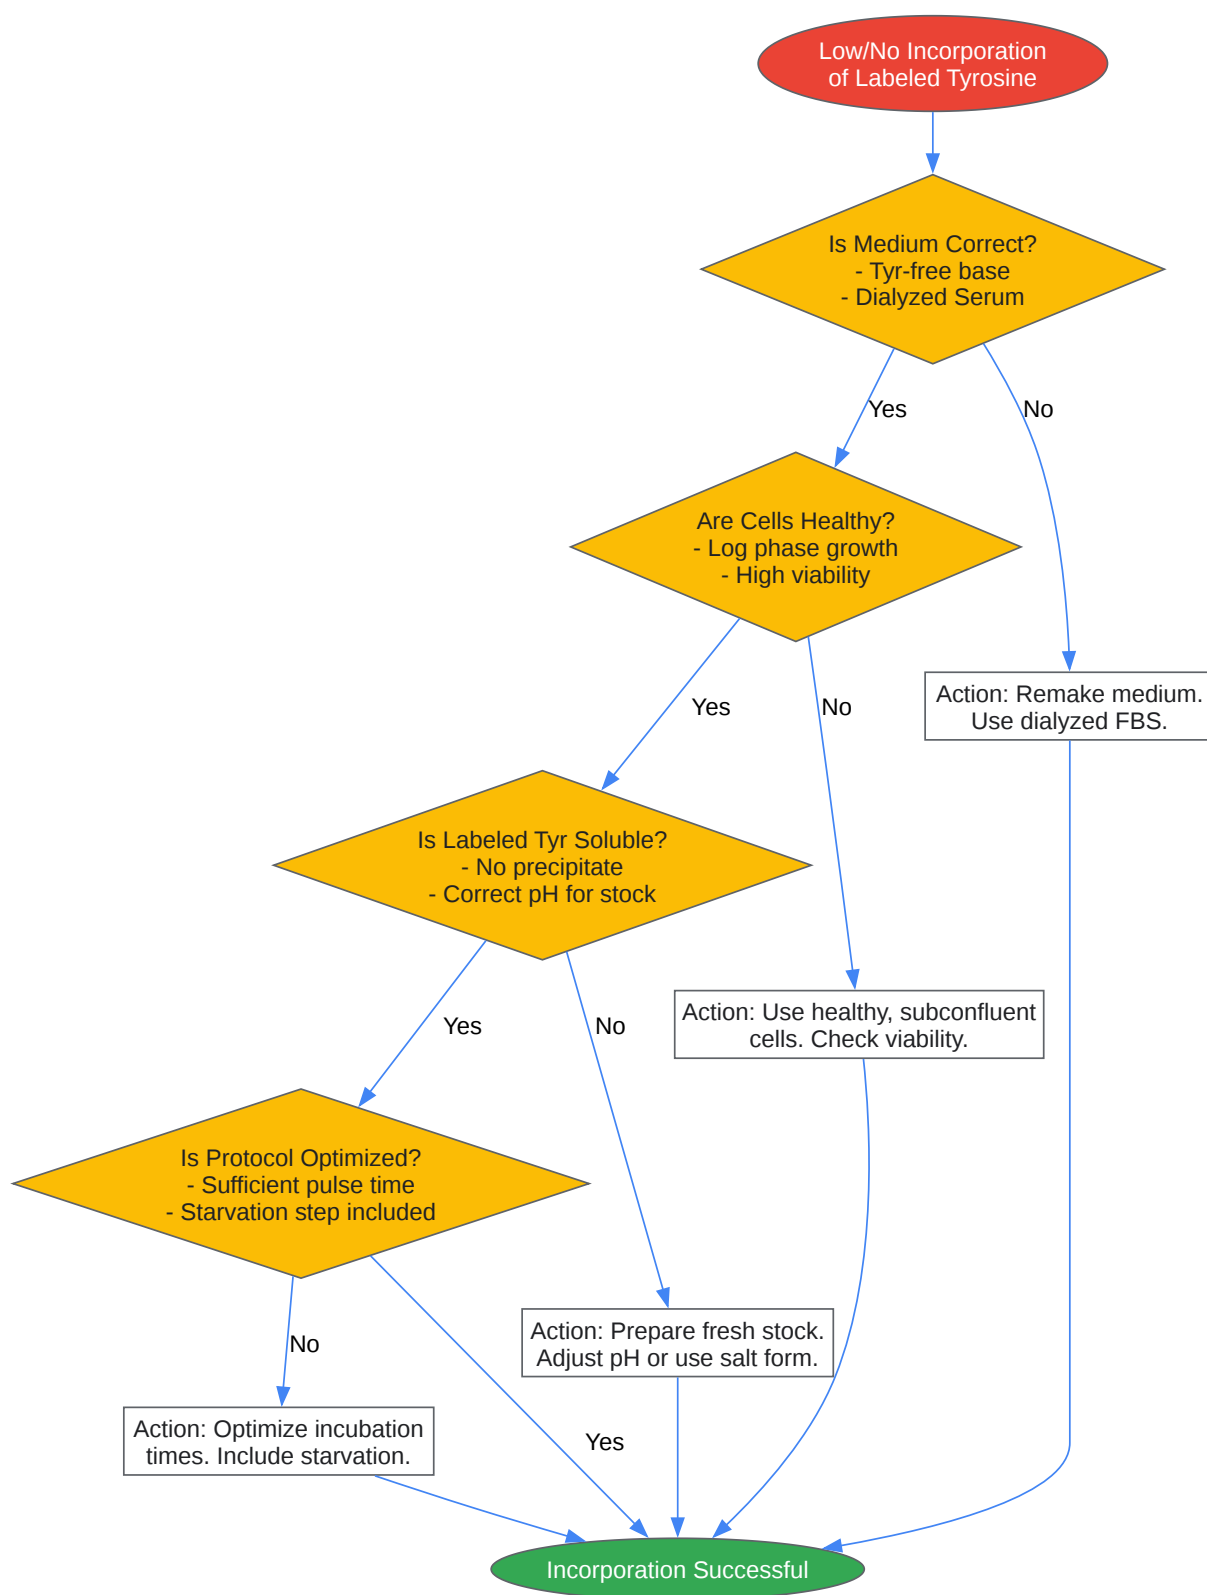 Low/No Incorporation
of Labeled Tyrosine
Is Medium Correct?
- Tyr-free base
- Dialyzed Serum
Yes
No
Are Cells Healthy?
- Log phase growth
- High viability
Action: Remake medium.
Use dialyzed FBS.
Yes
No
Is Labeled Tyr Soluble?
- No precipitate
- Correct pH for stock
Action: Use healthy, subconfluent
cells. Check viability.
Yes
No
Is Protocol Optimized?
- Sufficient pulse time
- Starvation step included
Action: Prepare fresh stock.
Adjust pH or use salt form.
No
Yes
Action: Optimize incubation
times. Include starvation.
Incorporation Successful